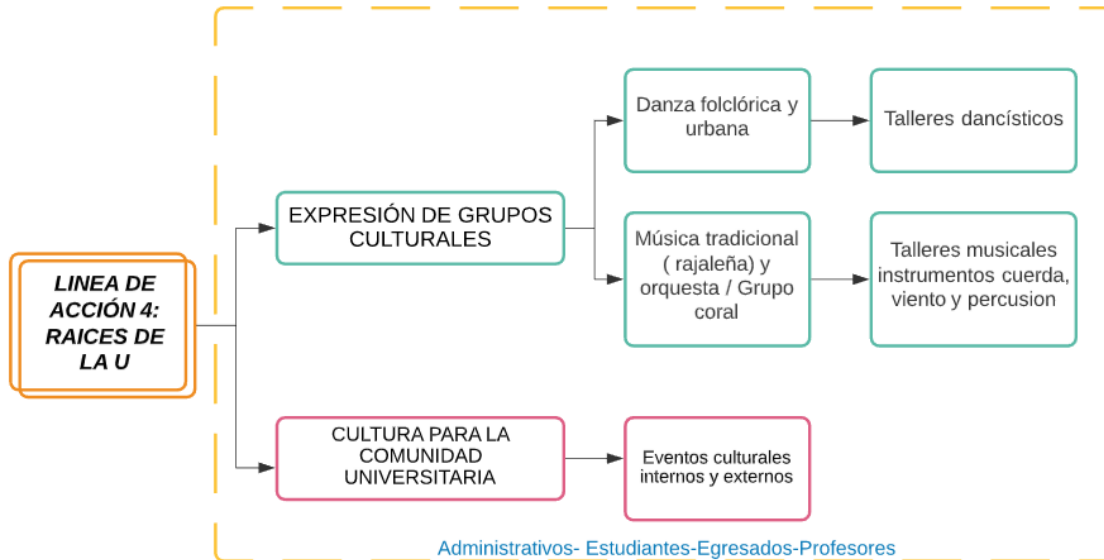 LINEA DE
ACCIÓN 4:
RAICES DE
LA U
EXPRESIÓN DE GRUPOS
CULTURALES
Danza folclórica y
urbana
Talleres dancísticos
Música tradicional
( rajaleña) y
orquesta / Grupo
coral
Talleres musicales
instrumentos cuerda,
viento y percusion
CULTURA PARA LA
COMUNIDAD
UNIVERSITARIA
Eventos culturales
internos y externos
Administrativos- Estudiantes-Egresados-Profesores